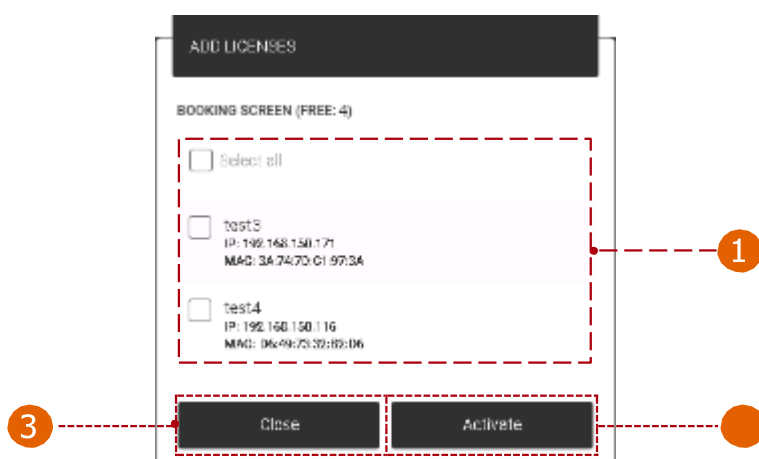 ADD LICENSES
BOOKING SCREEN (FREE: 4)
Select all
test3
IP: 192.168.150.171
MAC: 3A:74:7D:C1:97:3A
1
test4
IP: 192.168.150.116
MAC:
3
Close
Activate